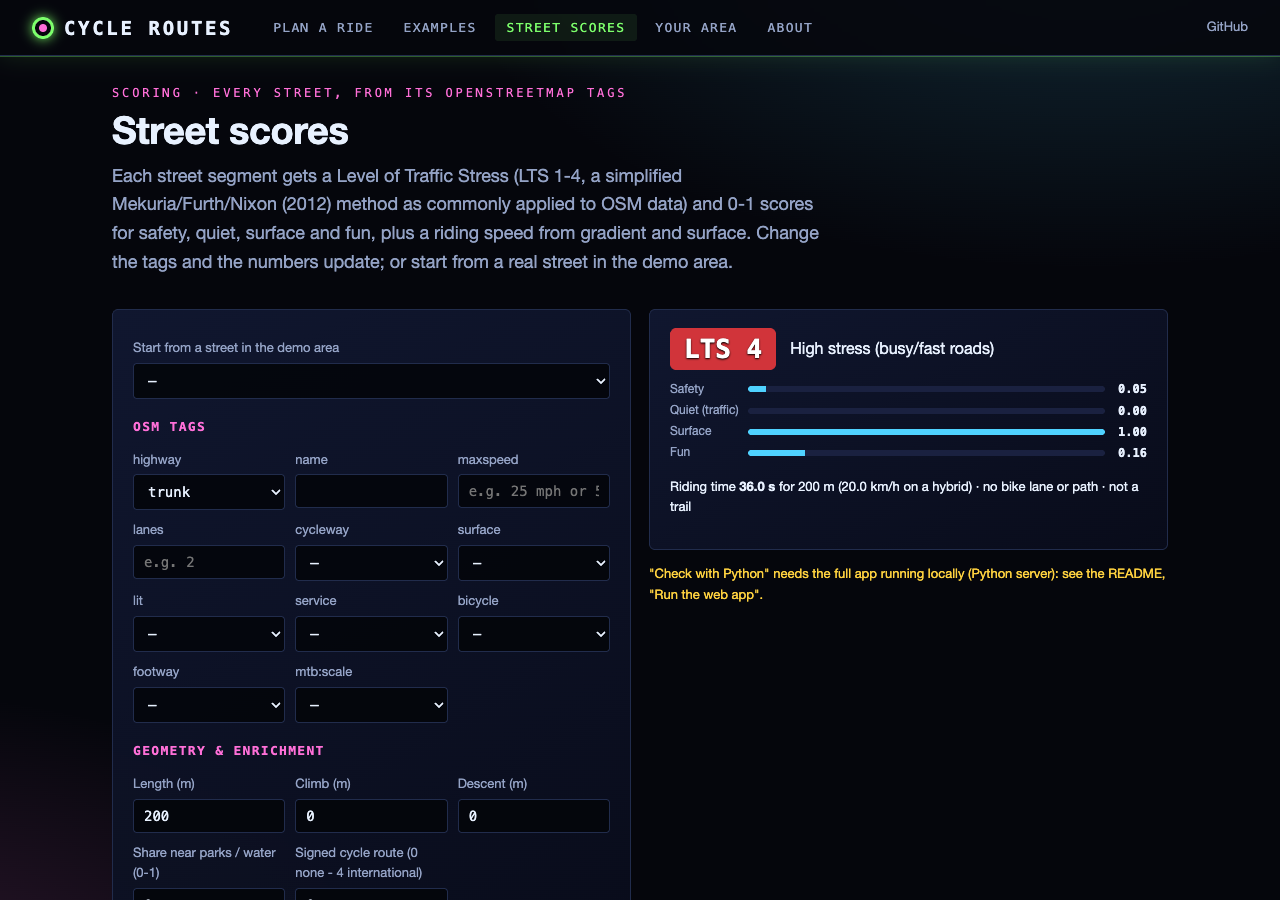 CYCLE ROUTES
PLAN A RIDE
EXAMPLES
STREET SCORES
YOUR AREA
ABOUT
GitHub
SCORING · EVERY STREET, FROM ITS OPENSTREETMAP TAGS
Street scores
Each street segment gets a Level of Traffic Stress (LTS 1-4, a simplified
Mekuria/Furth/Nixon (2012) method as commonly applied to OSM data) and 0-1 scores
for safety, quiet, surface and fun, plus a riding speed from gradient and surface. Change
the tags and the numbers update; or start from a real street in the demo area.
Start from a street in the demo area
—
OSM TAGS
highway name maxspeed
trunk e.g. 25 mph or
lanes cycleway surface
e.g. 2 — —
lit service bicycle
— — —
footway mtb:scale
— —
GEOMETRY & ENRICHMENT
Length (m) Climb (m) Descent (m)
200 0 0
Share near parks / water
(0-1)
Signed cycle route (0
none - 4 international)
LTS 4 High stress (busy/fast roads)
Safety 0.05
Quiet (traffic) 0.00
Surface 1.00
Fun 0.16
Riding time 36.0 s for 200 m (20.0 km/h on a hybrid) · no bike lane or path · not a
trail
"Check with Python" needs the full app running locally (Python server): see the README,
"Run the web app".